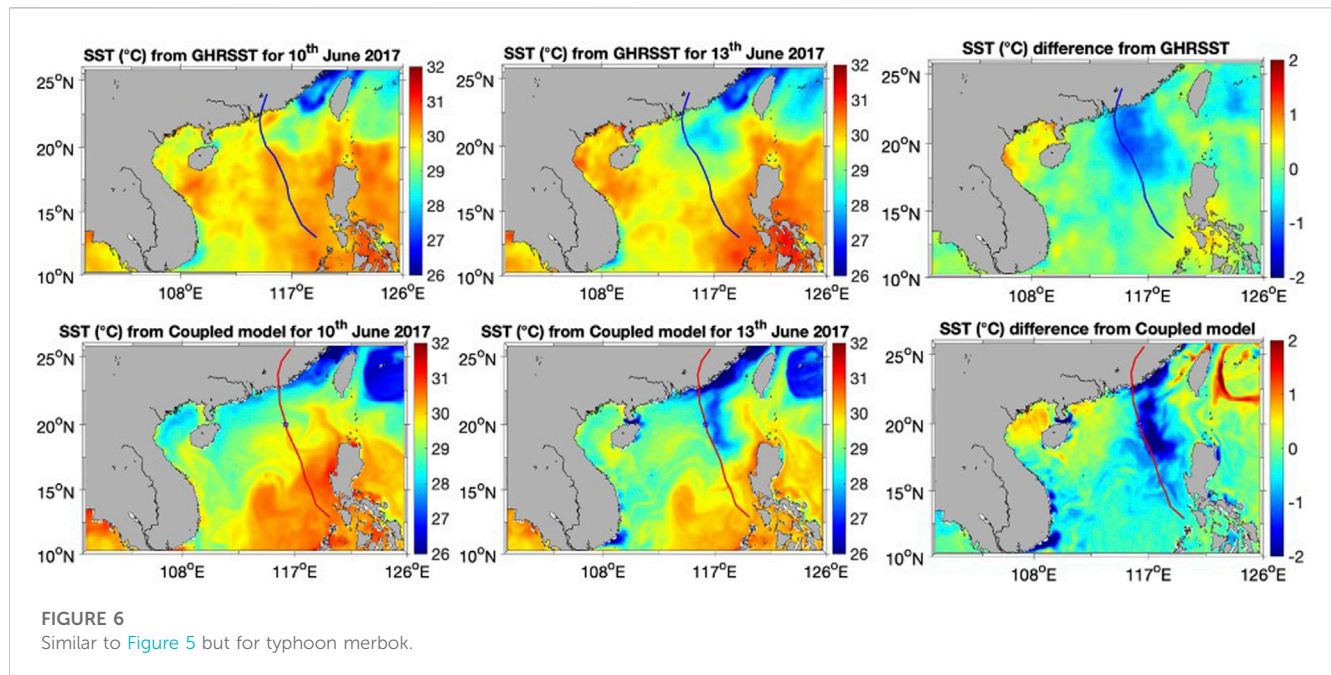 SST (°C) from GHRSST for 10th June 2017
SST (°C) from GHRSST for 13th June 2017
SST (°C) difference from GHRSST
25°N
20°N
15°N
10°N
108°E
117°E
126°E
32
31
30
29
28
27
26
25°N
20°N
15°N
10°N
108°E
117°E
126°E
32
31
30
29
28
27
26
25°N
20°N
15°N
10°N
108°E
117°E
126°E
2
1
0
-1
-2
SST (°C) from Coupled model for 10th June 2017
SST (°C) from Coupled model for 13th June 2017
SST (°C) difference from Coupled model
25°N
20°N
15°N
10°N
108°E
117°E
126°E
32
31
30
29
28
27
26
25°N
20°N
15°N
10°N
108°E
117°E
126°E
32
31
30
29
28
27
26
25°N
20°N
15°N
10°N
108°E
117°E
126°E
2
1
0
-1
-2
FIGURE 6
Similar to Figure 5 but for typhoon merbok.